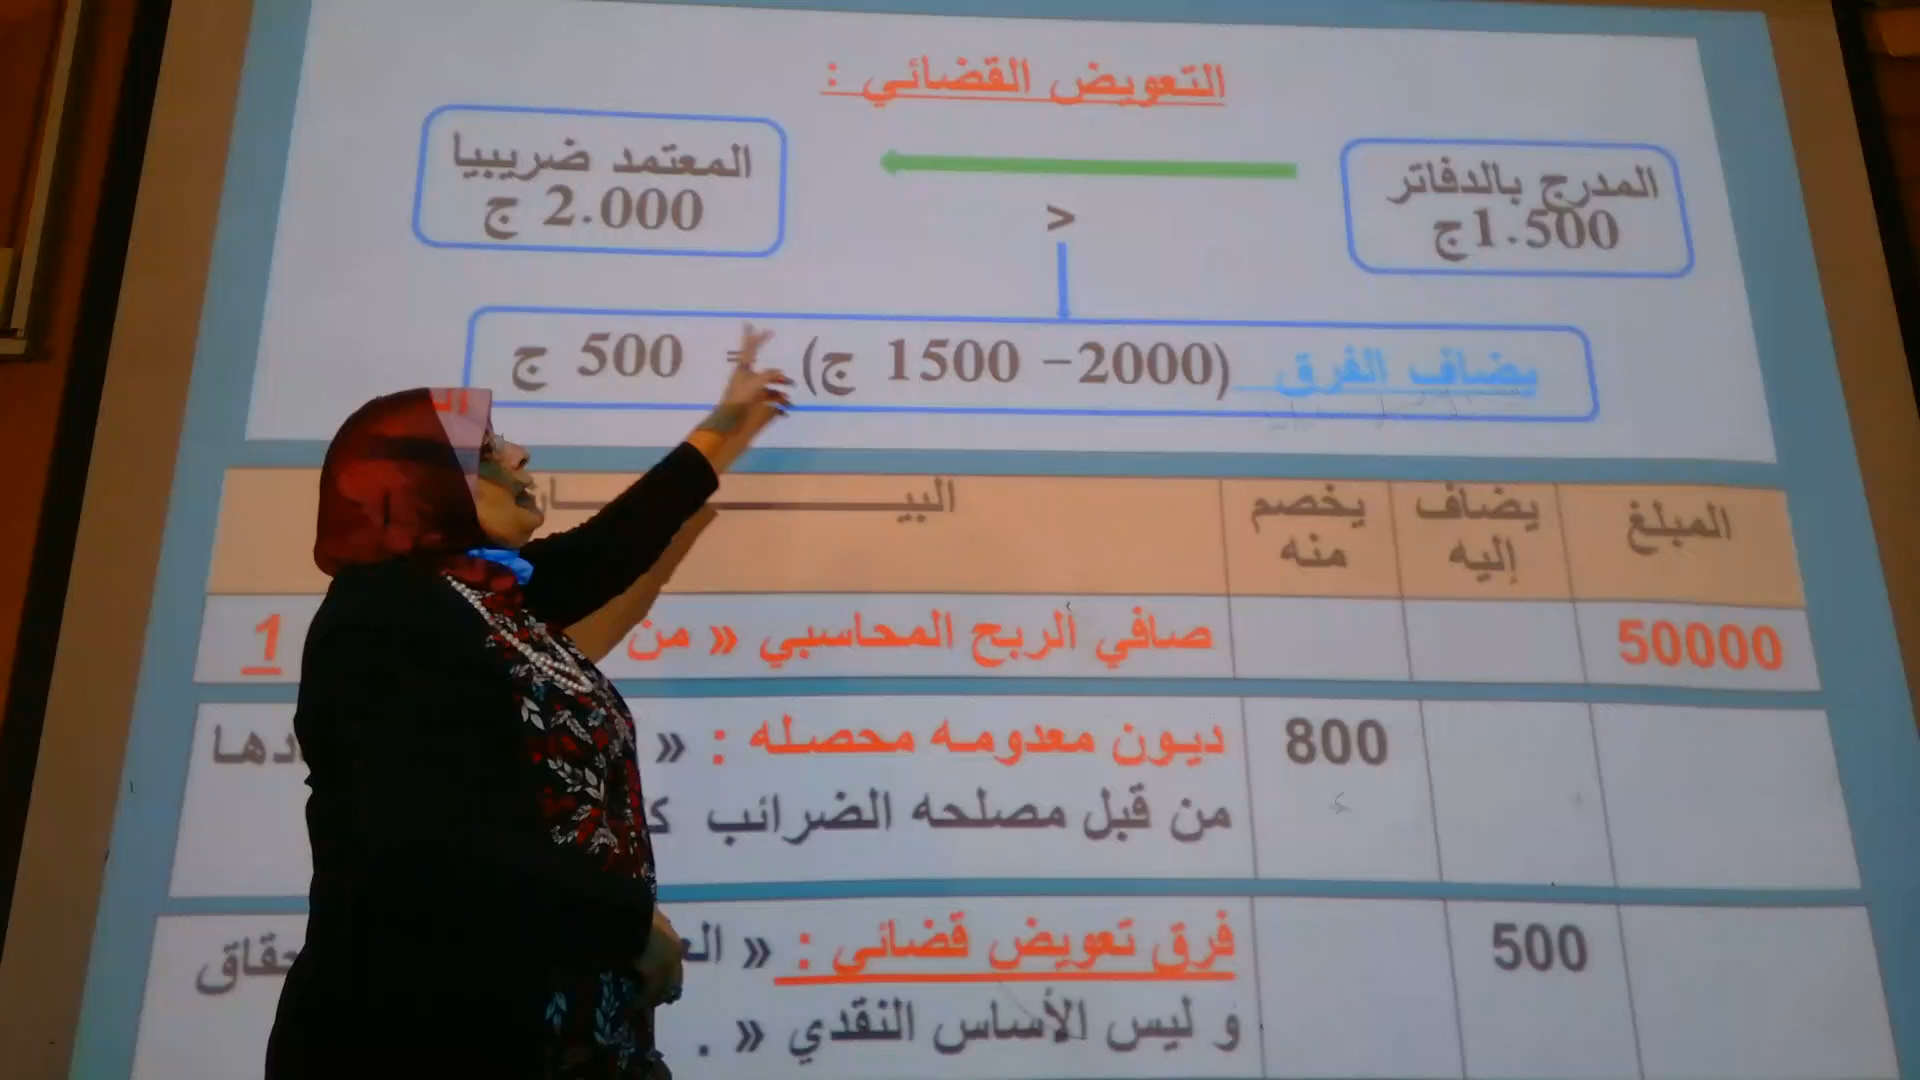 التعويض القضائي :
المدرج بالدفاتر
1.500ج
>
المعتمد ضريبيا
2.000 ج
يضاف الفرق (2000 – 1500 ج) = 500 ج
المبلغ
يضاف إليه
يخصم منه
البيـــــــــــان
50000
صافي الربح المحاسبي « من
1
800
ديون معدومه محصله : «
من قبل مصلحه الضرائب
500
فرق تعويض قضائي : «
و ليس الأساس النقدي « .